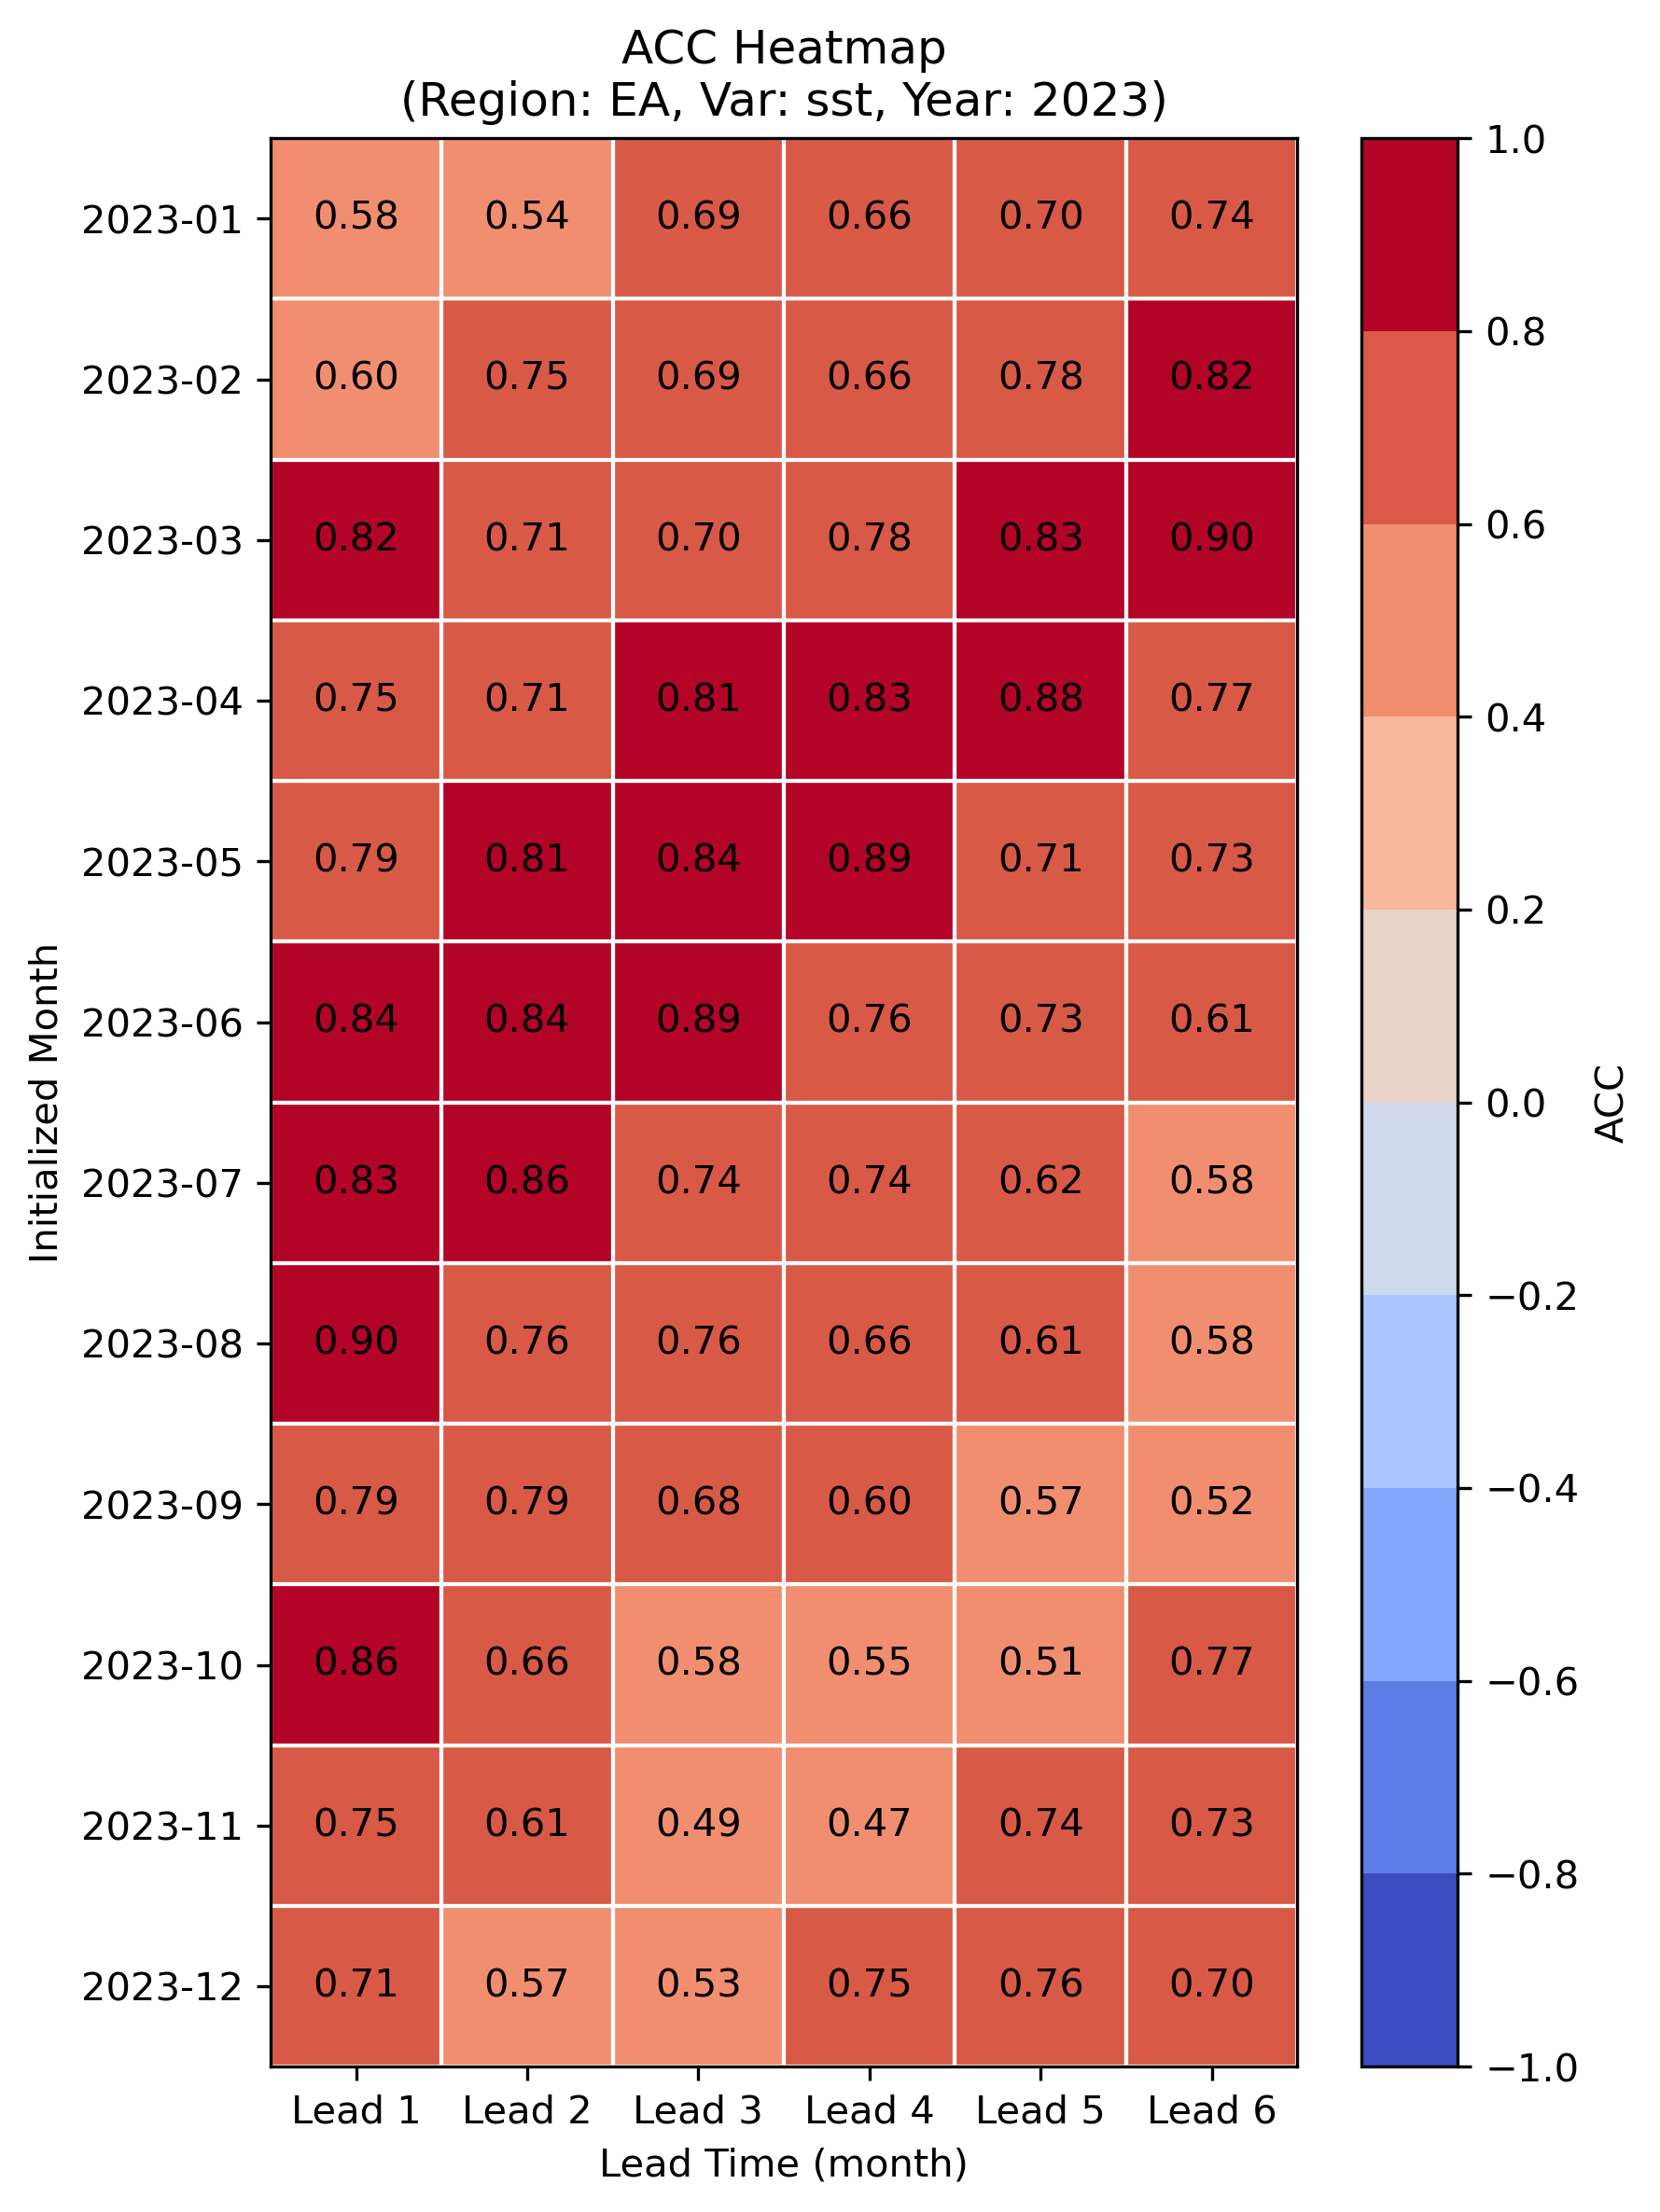 ACC Heatmap
(Region: EA, Var: sst, Year: 2023)
Initialized Month
2023-01 0.58 0.54 0.69 0.66 0.70 0.74
2023-02 0.60 0.75 0.69 0.66 0.78 0.82
2023-03 0.82 0.71 0.70 0.78 0.83 0.90
2023-04 0.75 0.71 0.81 0.83 0.88 0.77
2023-05 0.79 0.81 0.84 0.89 0.71 0.73
2023-06 0.84 0.84 0.89 0.76 0.73 0.61
2023-07 0.83 0.86 0.74 0.74 0.62 0.58
2023-08 0.90 0.76 0.76 0.66 0.61 0.58
2023-09 0.79 0.79 0.68 0.60 0.57 0.52
2023-10 0.86 0.66 0.58 0.55 0.51 0.77
2023-11 0.75 0.61 0.49 0.47 0.74 0.73
2023-12 0.71 0.57 0.53 0.75 0.76 0.70
Lead 1 Lead 2 Lead 3 Lead 4 Lead 5 Lead 6
Lead Time (month)
1.0
0.8
0.6
0.4
0.2
0.0
−0.2
−0.4
−0.6
−0.8
−1.0
ACC